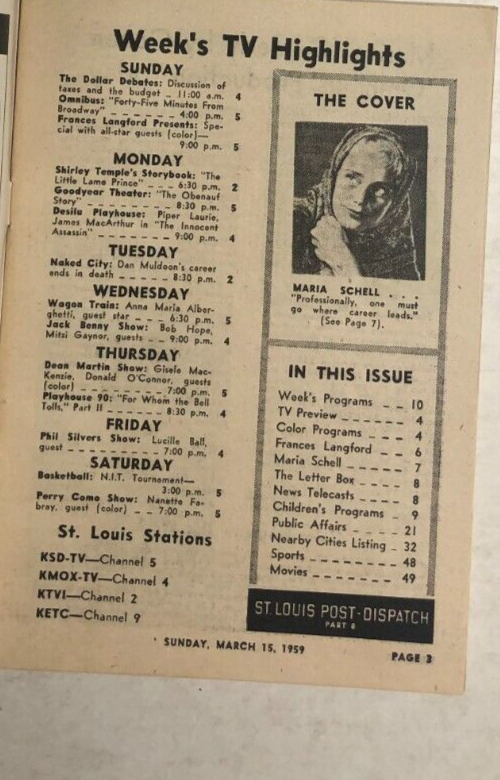 Week's TV Highlights
SUNDAY
The Dollar Debates: Discussion of
taxes and the budget _ 11:00 a.m. 4
Omnibus: "Forty-Five Minutes From
Broadway" _ _ _ _ _ _ 4:00 p.m. 5
Frances Langford Presents: Spe-
cial with all-star guests (color)—
9:00 p.m. 5
MONDAY
Shirley Temple's Storybook: "The
Little Lame Prince" _ _ _ 6:30 p.m. 2
Goodyear Theater: "The Obenauf
Story" _ _ _ _ _ _ _ _ 8:30 p.m. 5
Desilu Playhouse: Piper Laurie,
James MacArthur in "The Innocent
Assassin" _ _ _ _ _ _ _ 9:00 p.m. 4
TUESDAY
Naked City: Dan Muldoon's career
ends in death _ _ _ _ _ 8:30 p.m. 2
WEDNESDAY
Wagon Train: Anna Maria Alber-
ghetti, guest star _ _ _ 6:30 p.m. 5
Jack Benny Show: Bob Hope,
Mitzi Gaynor, guests _ _ 9:00 p.m. 4
THURSDAY
Dean Martin Show: Gisele Mac-
Kenzie, Donald O'Connor, guests
(color) _ _ _ _ _ _ _ _ 7:00 p.m. 5
Playhouse 90: "For Whom the Bell
Tolls," Part II _ _ _ _ _ 8:30 p.m. 4
FRIDAY
Phil Silvers Show: Lucille Ball,
guest _ _ _ _ _ _ _ _ 7:00 p.m. 4
SATURDAY
Basketball: N.I.T. Tournament—
3:00 p.m. 5
Perry Como Show: Nanette Fa-
bray, guest (color) _ _ 7:00 p.m. 5
St. Louis Stations
KSD-TV—Channel 5
KMOX-TV—Channel 4
KTVI—Channel 2
KETC—Channel 9
THE COVER
MARIA SCHELL . . .
"Professionally, one must
go where career leads."
(See Page 7).
IN THIS ISSUE
Week's Programs _ _ 10
TV Preview _ _ _ _ _ 4
Color Programs _ _ _ 4
Frances Langford _ _ 6
Maria Schell _ _ _ _ 7
The Letter Box _ _ _ 8
News Telecasts _ _ _ 8
Children's Programs _ 9
Public Affairs _ _ _ _ 21
Nearby Cities Listing _ 32
Sports _ _ _ _ _ _ _ 48
Movies _ _ _ _ _ _ _ 49
ST. LOUIS POST-DISPATCH
PART 8
SUNDAY, MARCH 15, 1959
PAGE 3